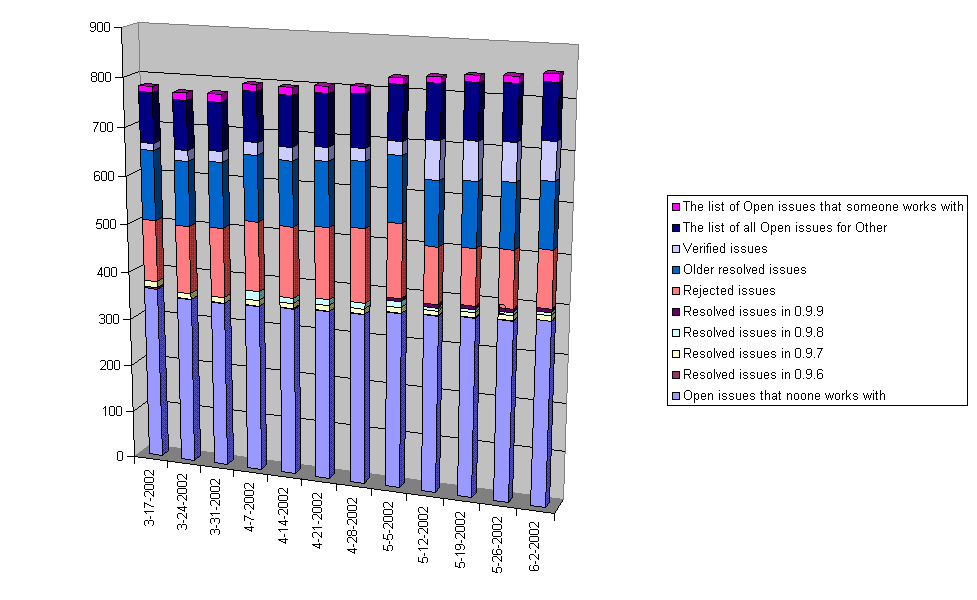 900
800
700
600
500
400
300
200
100
0
3-17-2002
3-24-2002
3-31-2002
4-7-2002
4-14-2002
4-21-2002
4-28-2002
5-5-2002
5-12-2002
5-19-2002
5-26-2002
6-2-2002
The list of Open issues that someone works with
The list of all Open issues for Other
Verified issues
Older resolved issues
Rejected issues
Resolved issues in 0.9.9
Resolved issues in 0.9.8
Resolved issues in 0.9.7
Resolved issues in 0.9.6
Open issues that noone works with